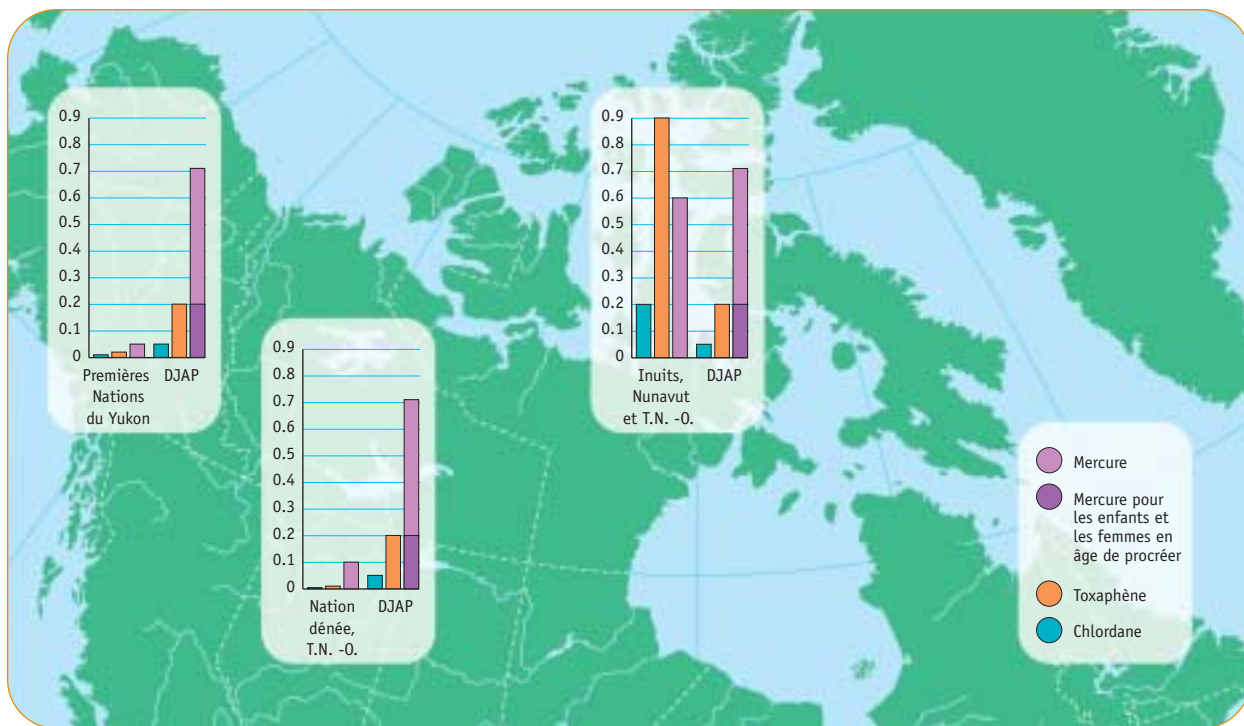 0.9
0.8
0.7
0.6
0.5
0.4
0.3
0.2
0.1
0
Premières
Nations
du Yukon
DJAP
0.9
0.8
0.7
0.6
0.5
0.4
0.3
0.2
0.1
0
Nation
dénée,
T.N. -O.
DJAP
0.9
0.8
0.7
0.6
0.5
0.4
0.3
0.2
0.1
0
Inuits,
Nunavut
et T.N. -O.
DJAP
Mercure
Mercure pour
les enfants et
les femmes en
âge de procréer
Toxaphène
Chlordane